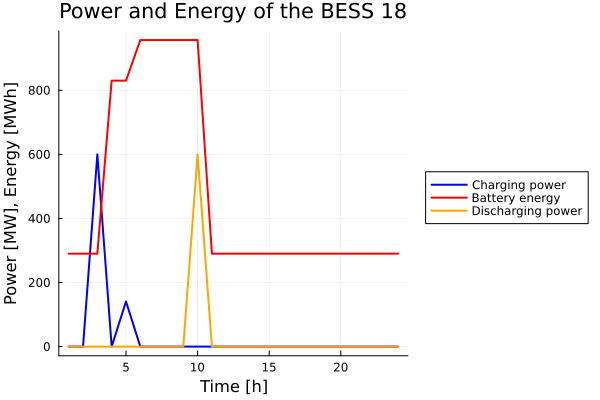 Power and Energy of the BESS 18
Power [MW], Energy [MWh]
800
600
400
200
0
5
10
15
20
Time [h]
Charging power
Battery energy
Discharging power